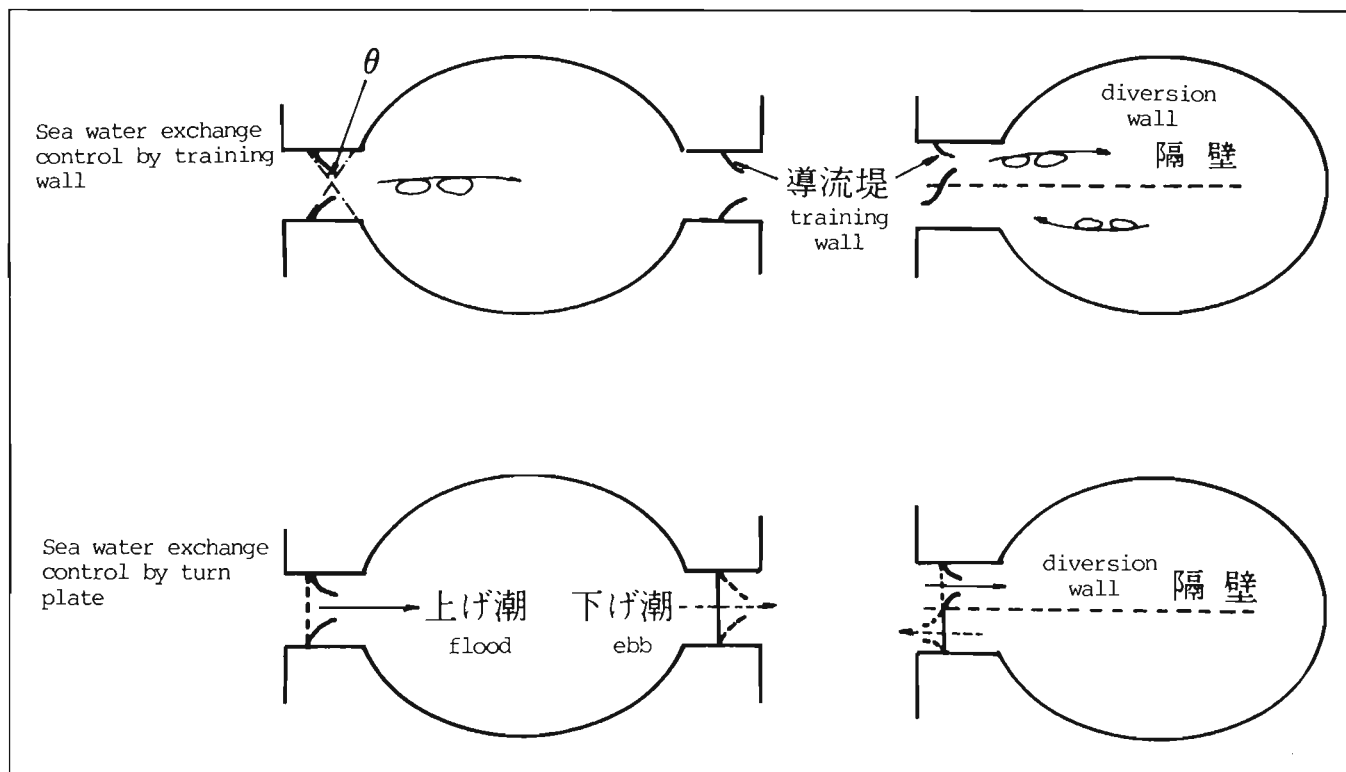 θ
Sea water exchange
control by training
wall
導流堤
training
wall
diversion
wall
隔壁
Sea water exchange
control by turn
plate
上げ潮
flood
下げ潮
ebb
diversion
wall
隔壁